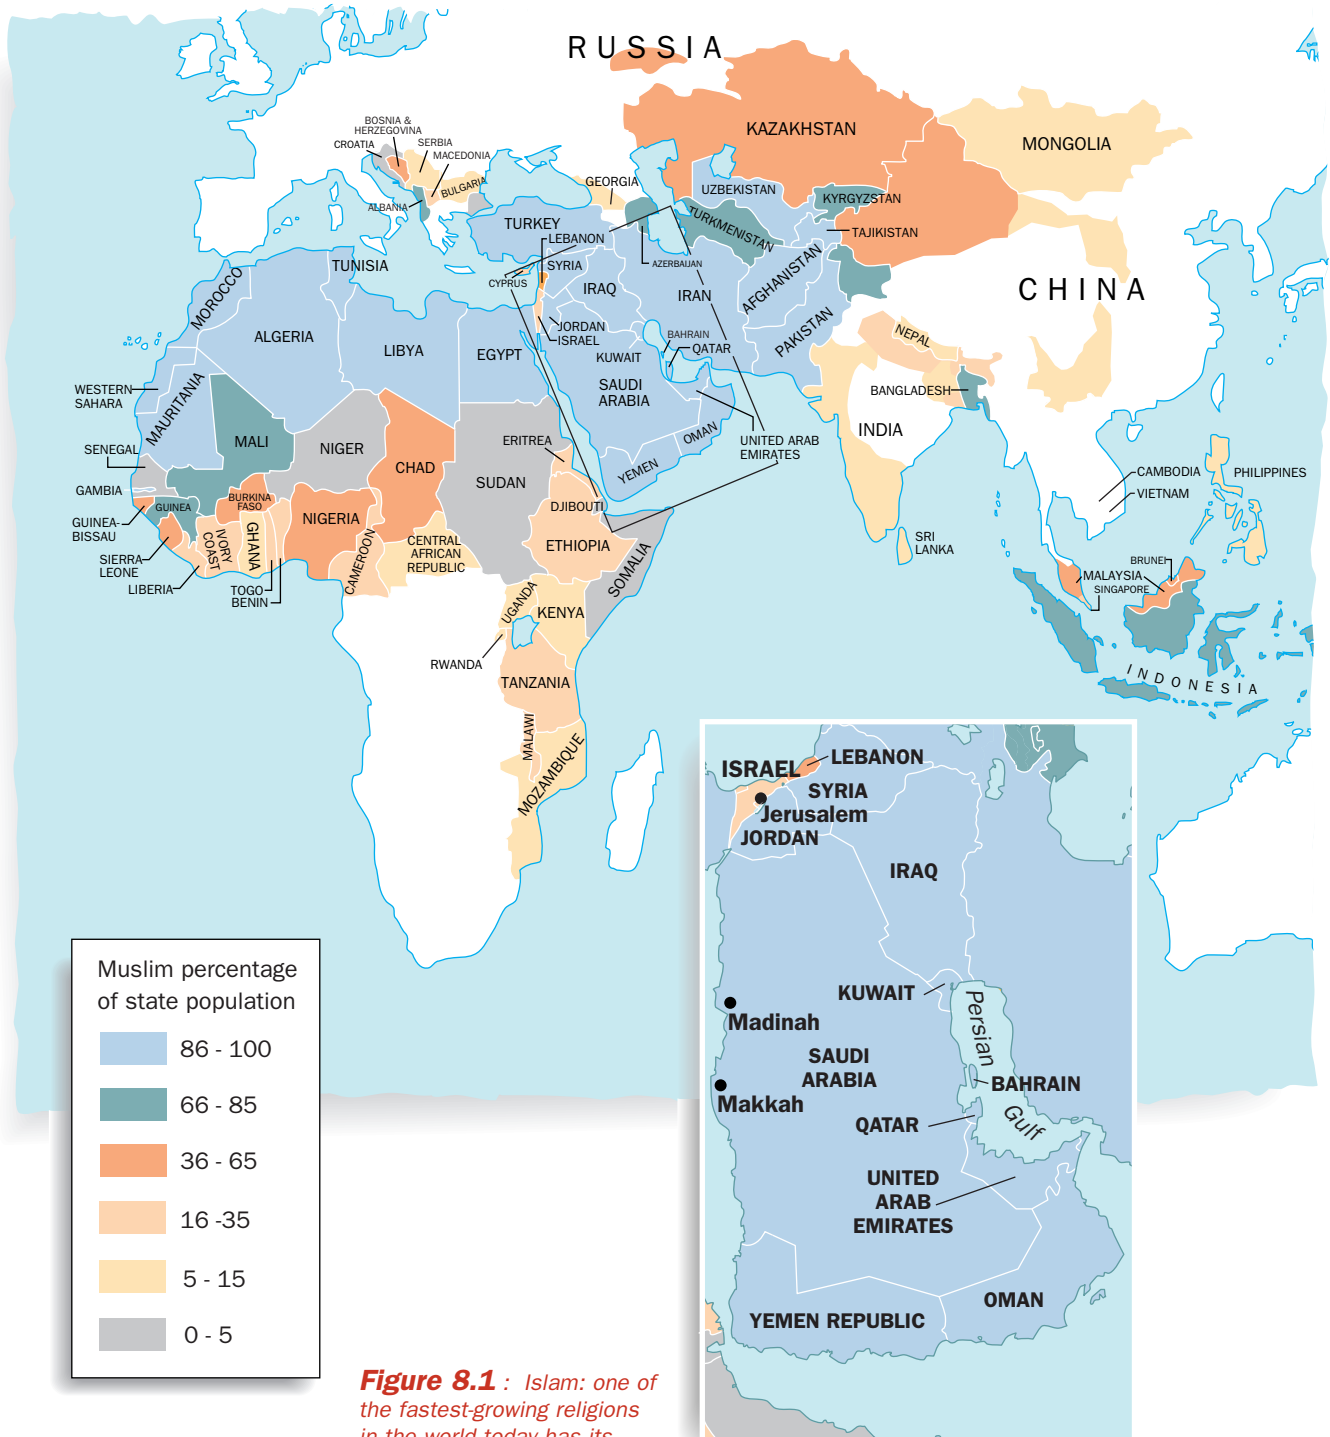 RUSSIA
KAZAKHSTAN
MONGOLIA
BOSNIA &
HERZEGOVINA
CROATIA
SERBIA
MACEDONIA
BULGARIA
ALBANIA
GEORGIA
UZBEKISTAN
KYRGYZSTAN
TURKMENISTAN
TAJIKISTAN
TURKEY
LEBANON
AZERBAIJAN
CYPRUS
SYRIA
IRAQ
IRAN
AFGHANISTAN
PAKISTAN
CHINA
TUNISIA
MOROCCO
ALGERIA
LIBYA
EGYPT
JORDAN
ISRAEL
KUWAIT
BAHRAIN
QATAR
SAUDI
ARABIA
NEPAL
BANGLADESH
INDIA
WESTERN
SAHARA
MAURITANIA
MALI
NIGER
CHAD
SUDAN
ERITREA
YEMEN
OMAN
UNITED ARAB
EMIRATES
SENEGAL
GAMBIA
GUINEA-
BISSAU
GUINEA
BURKINA
FASO
NIGERIA
SIERRA
LEONE
LIBERIA
IVORY
COAST
GHANA
TOGO
BENIN
CAMEROON
CENTRAL
AFRICAN
REPUBLIC
DJIBOUTI
ETHIOPIA
SOMALIA
UGANDA
KENYA
RWANDA
TANZANIA
MALAWI
MOZAMBIQUE
SRI
LANKA
CAMBODIA
VIETNAM
PHILIPPINES
BRUNEI
MALAYSIA
SINGAPORE
INDONESIA
ISRAEL
LEBANON
SYRIA
Jerusalem
JORDAN
IRAQ
KUWAIT
Persian
Gulf
Madinah
SAUDI
ARABIA
BAHRAIN
Makkah
QATAR
UNITED
ARAB
EMIRATES
OMAN
YEMEN REPUBLIC
Muslim percentage
of state population
86 - 100
66 - 85
36 - 65
16 -35
5 - 15
0 - 5
Figure 8.1 : Islam: one of
the fastest-growing religions
in the world today has its